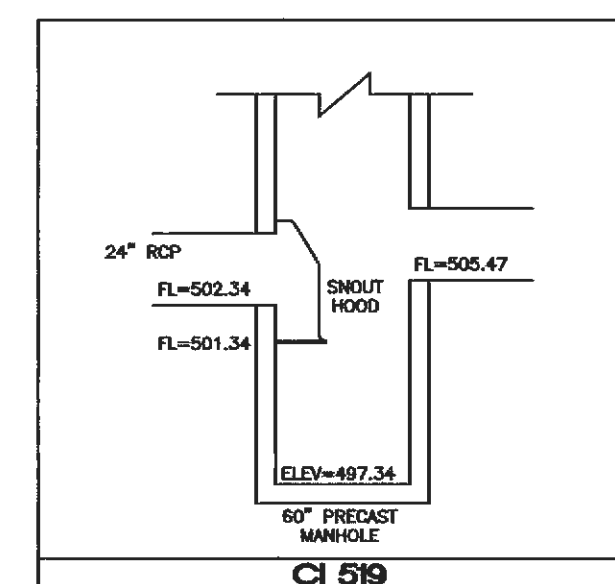 24" RCP
FL=502.34
FL=501.34
SNOUT
HOOD
FL=505.47
ELEV=497.34
60" PRECAST
MANHOLE
CI 519